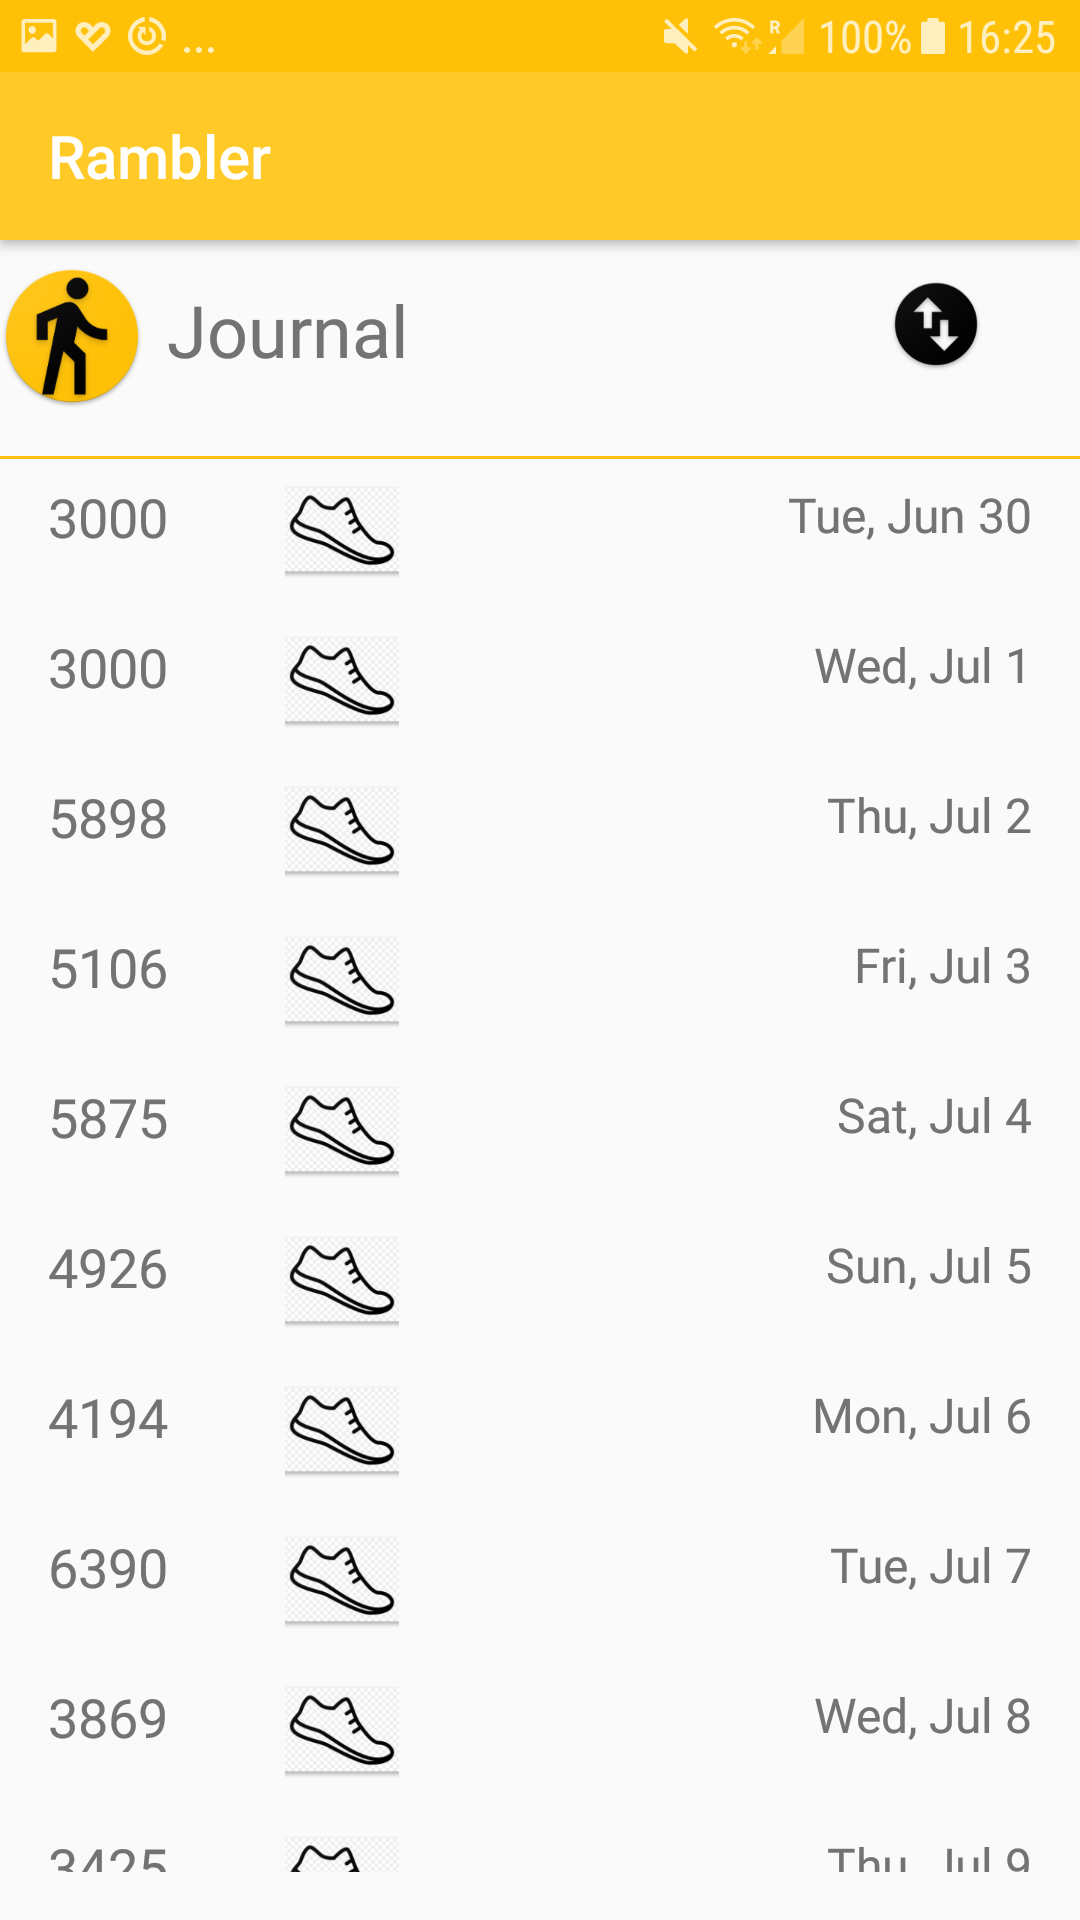 ... R 100% 16:25
Rambler
Journal
3000 Tue, Jun 30
3000 Wed, Jul 1
5898 Thu, Jul 2
5106 Fri, Jul 3
5875 Sat, Jul 4
4926 Sun, Jul 5
4194 Mon, Jul 6
6390 Tue, Jul 7
3869 Wed, Jul 8
3425 Thu, Jul 9